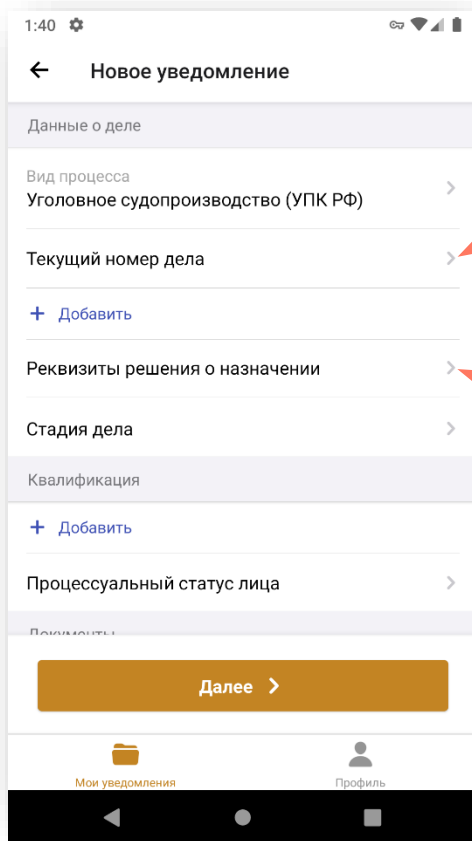 1:40
Новое уведомление
Данные о деле
Вид процесса
Уголовное судопроизводство (УПК РФ)
Текущий номер дела
+ Добавить
Реквизиты решения о назначении
Стадия дела
Квалификация
+ Добавить
Процессуальный статус лица
Документы
Далее
Мои уведомления
Профиль